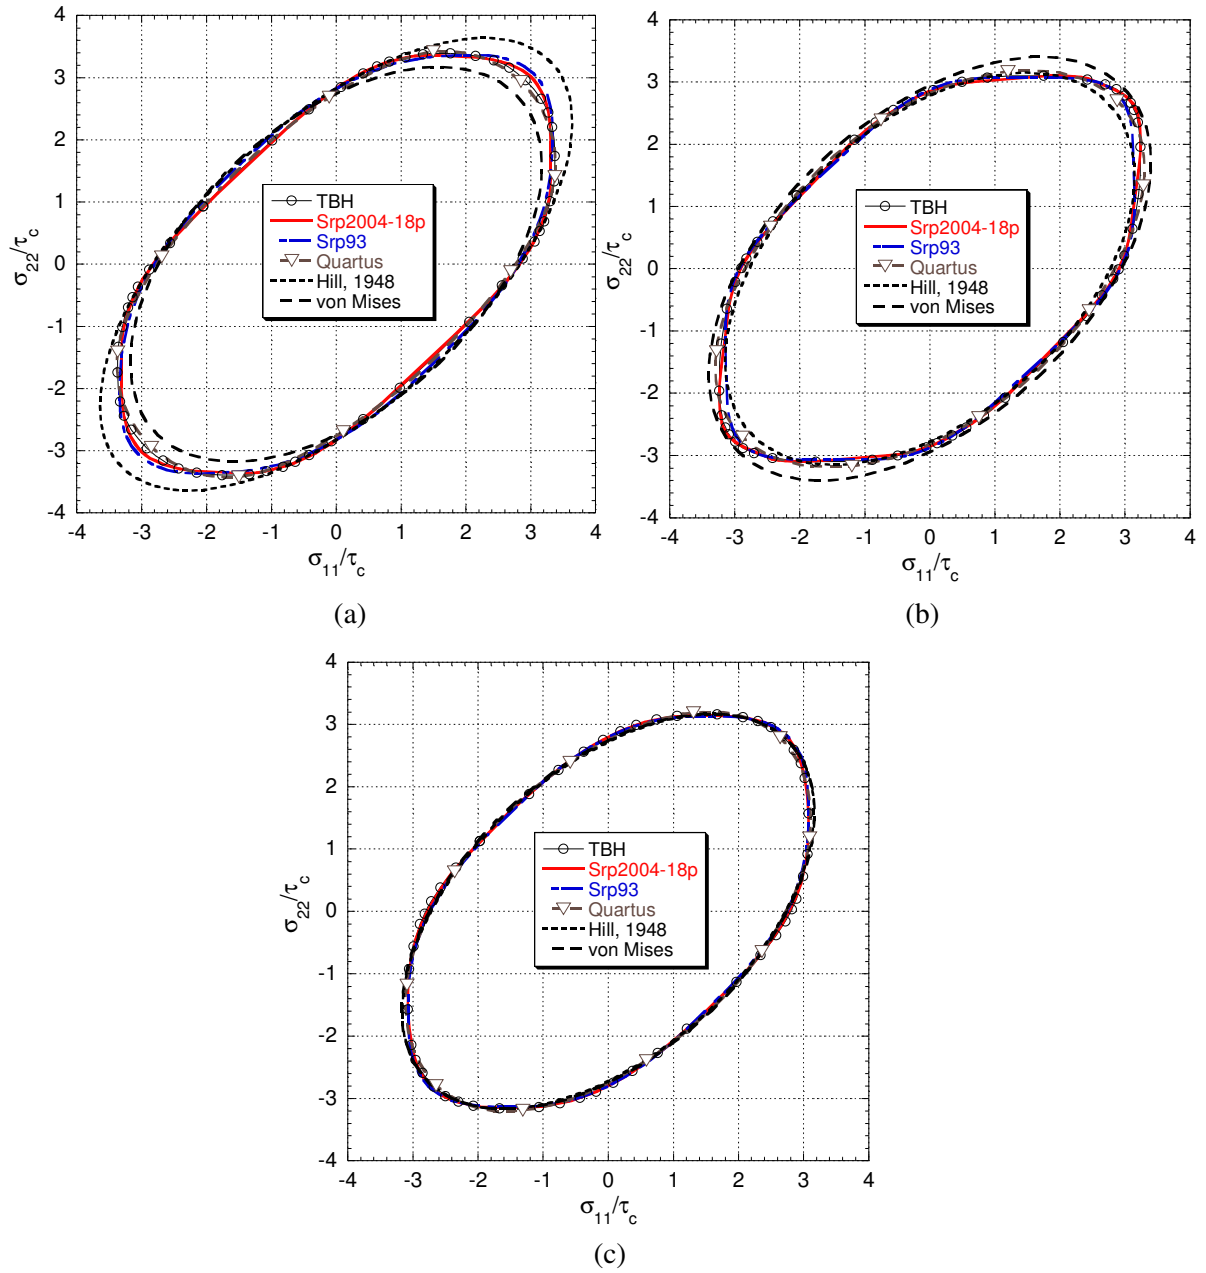 4
3
2
1
0
-1
-2
-3
-4
σ22/τc
TBH
Srp2004-18p
Srp93
Quartus
Hill, 1948
von Mises
-4 -3 -2 -1 0 1 2 3 4
σ11/τc
(a)
4
3
2
1
0
-1
-2
-3
-4
σ22/τc
TBH
Srp2004-18p
Srp93
Quartus
Hill, 1948
von Mises
-4 -3 -2 -1 0 1 2 3 4
σ11/τc
(b)
4
3
2
1
0
-1
-2
-3
-4
σ22/τc
TBH
Srp2004-18p
Srp93
Quartus
Hill, 1948
von Mises
-4 -3 -2 -1 0 1 2 3 4
σ11/τc
(c)